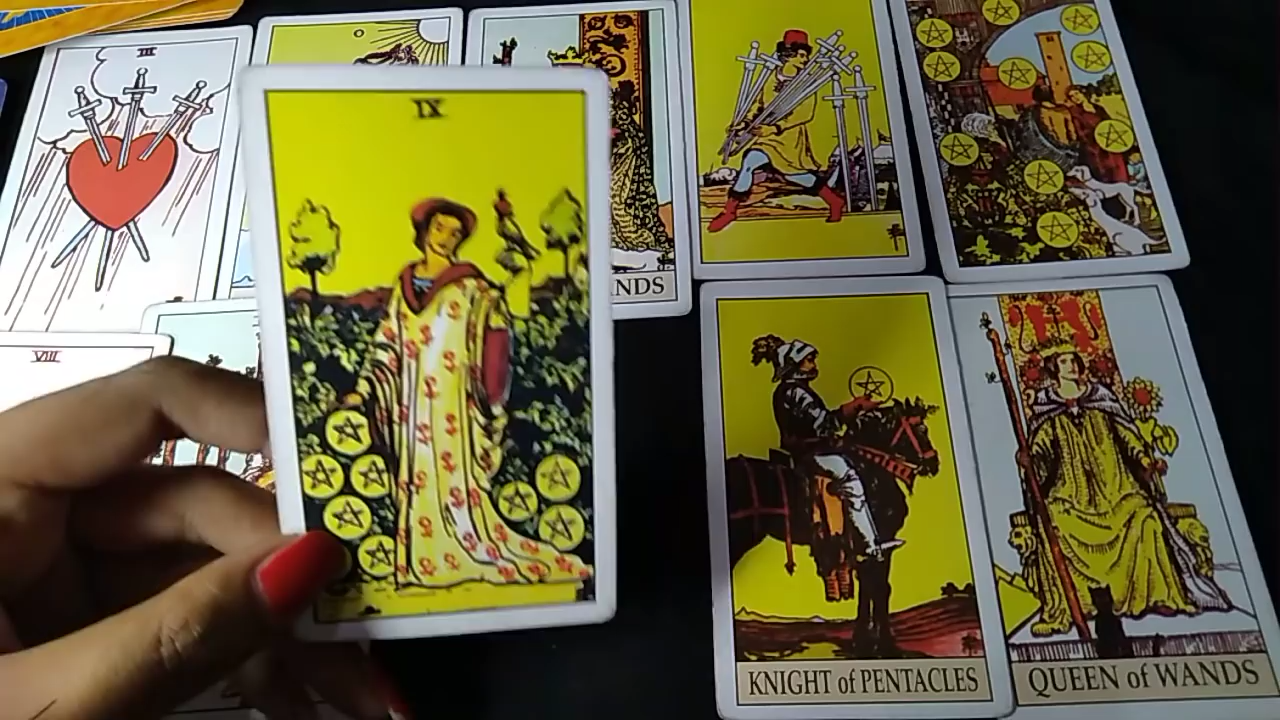 III
IX
NDS
VIII
KNIGHT of PENTACLES
QUEEN of WANDS